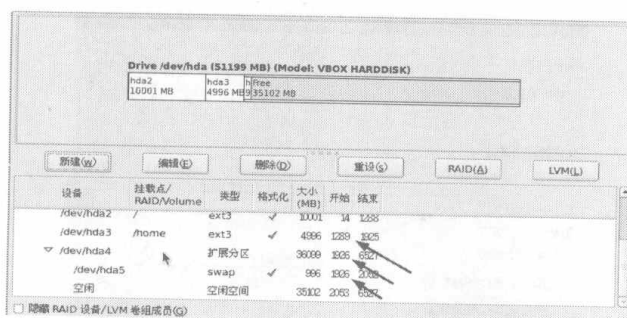 Drive /dev/hda (51199 MB) (Model: VBOX HARDDISK)
hda2 hda3 h Free
10001 MB 4996 MB 9 35102 MB
新建(W) 编辑(E) 删除(D) 重设(S) RAID(A) LVM(L)
设备 挂载点/RAID/Volume 类型 格式化 大小(MB) 开始 结束
/dev/hda2 / ext3 ✓ 10001 14 1288
/dev/hda3 /home ext3 ✓ 4996 1289 1925
/dev/hda4 扩展分区 36099 1926 6527
/dev/hda5 swap ✓ 996 1926 2052
空闲 空闲空间 35102 2053 6527
隐藏 RAID 设备/LVM 卷组成员(G)